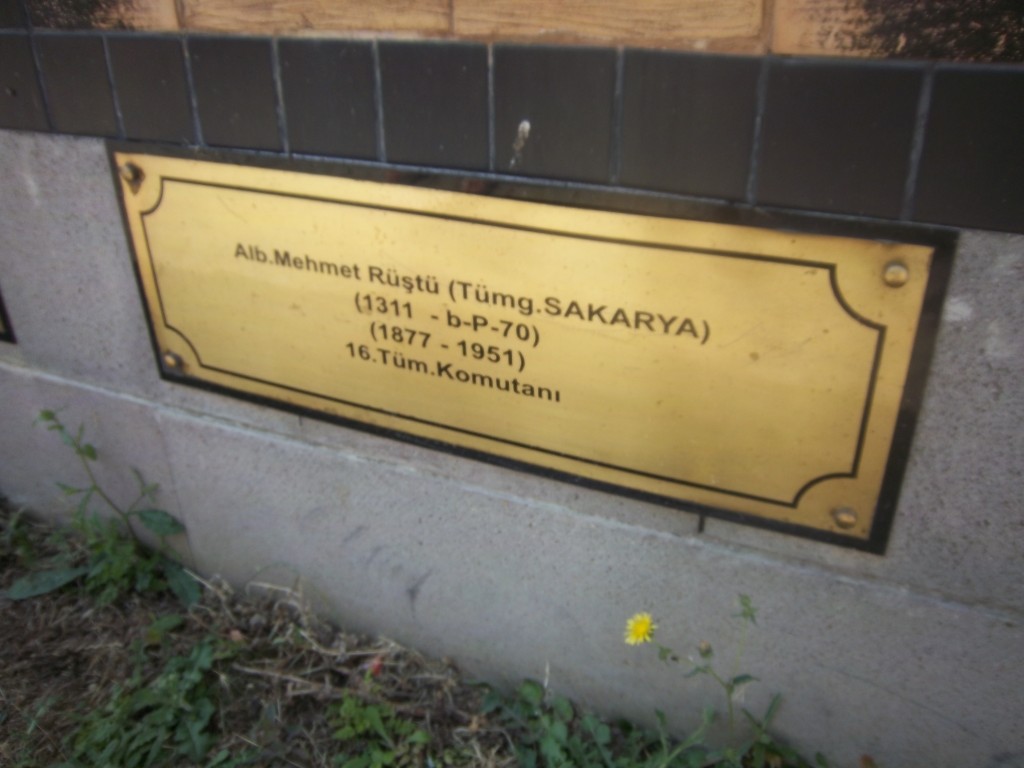 Alb.Mehmet Rüştü (Tümg.SAKARYA)
(1311 - b-P-70)
(1877 - 1951)
16.Tüm.Komutanı